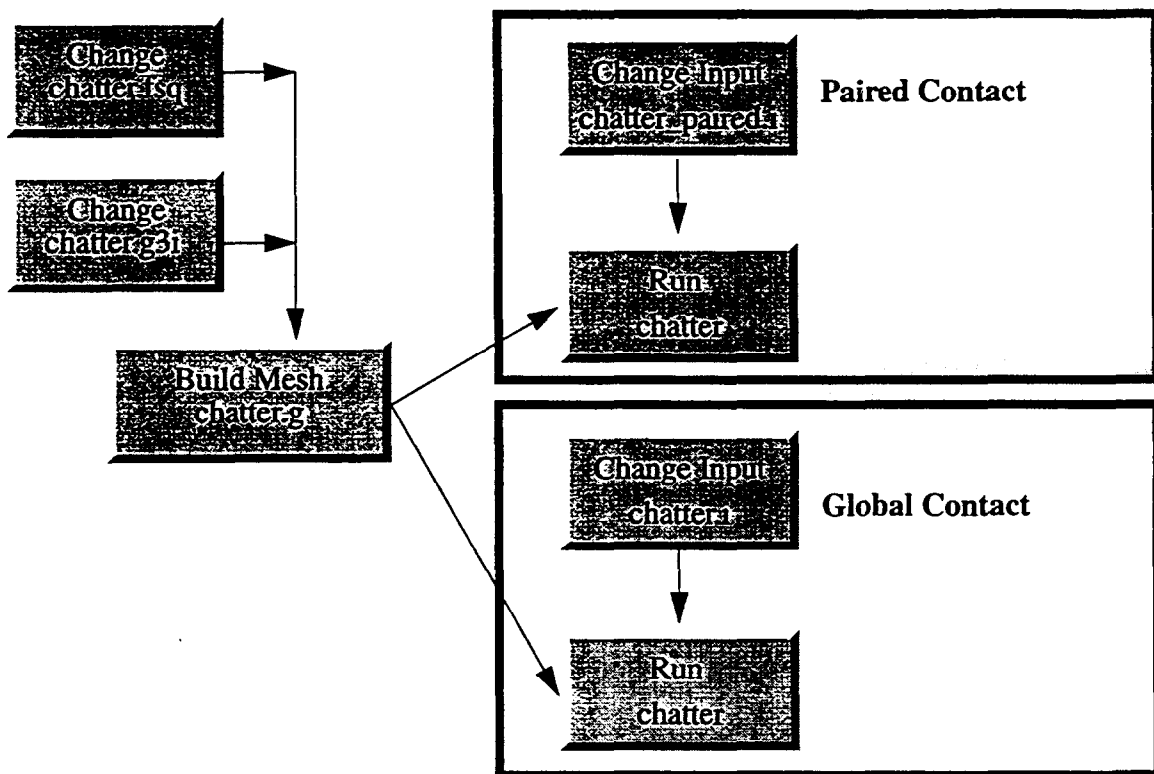 Change
chatter.fsq
Change
chatter.g3i
Build Mesh
chatter.g
Change Input
chatter_paired.i
Paired Contact
Run
chatter
Change Input
chatter.i
Global Contact
Run
chatter